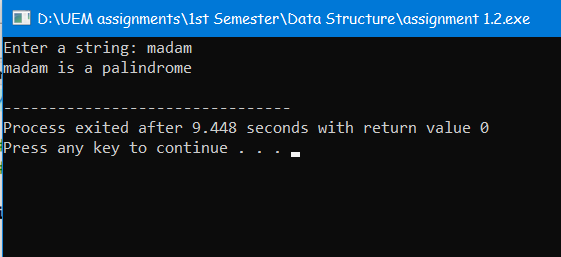 D:\UEM assignments\1st Semester\Data Structure\assignment 1.2.exe
Enter a string: madam
madam is a palindrome
--------------------------------
Process exited after 9.448 seconds with return value 0
Press any key to continue . . .